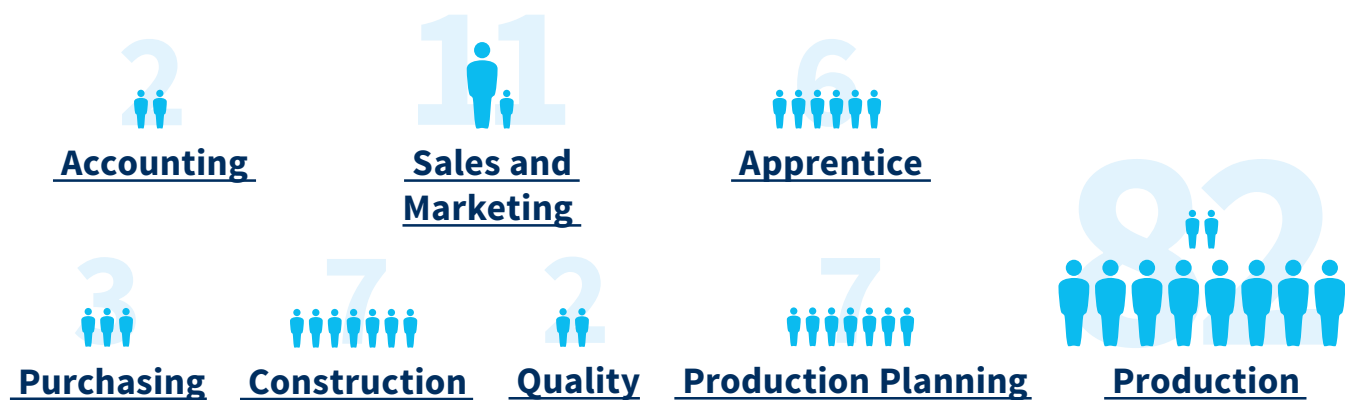 2
Accounting
11
Sales and
Marketing
6
Apprentice
3
Purchasing
7
Construction
2
Quality
7
Production Planning
82
Production